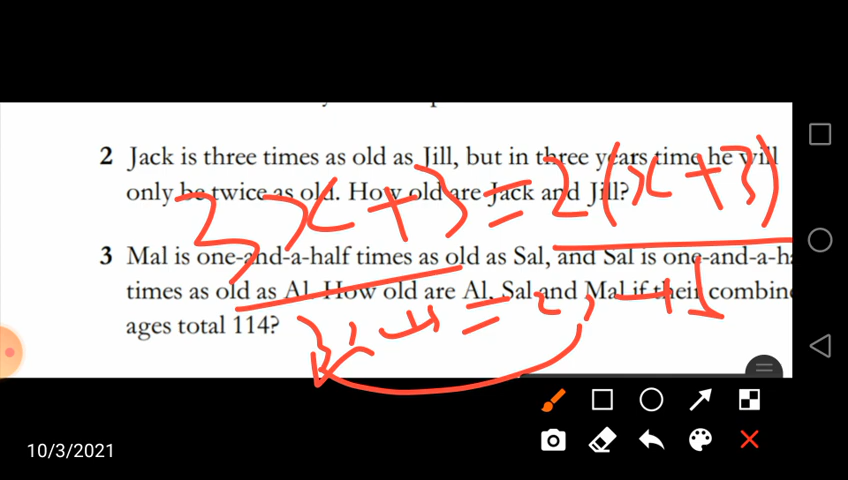 2 Jack is three times as old as Jill, but in three years time he will
only be twice as old. How old are Jack and Jill?
3x+3=2(x+3)
3 Mal is one-and-a-half times as old as Sal, and Sal is one-and-a-ha
times as old as Al. How old are Al, Sal and Mal if their combine
ages total 114?
10/3/2021